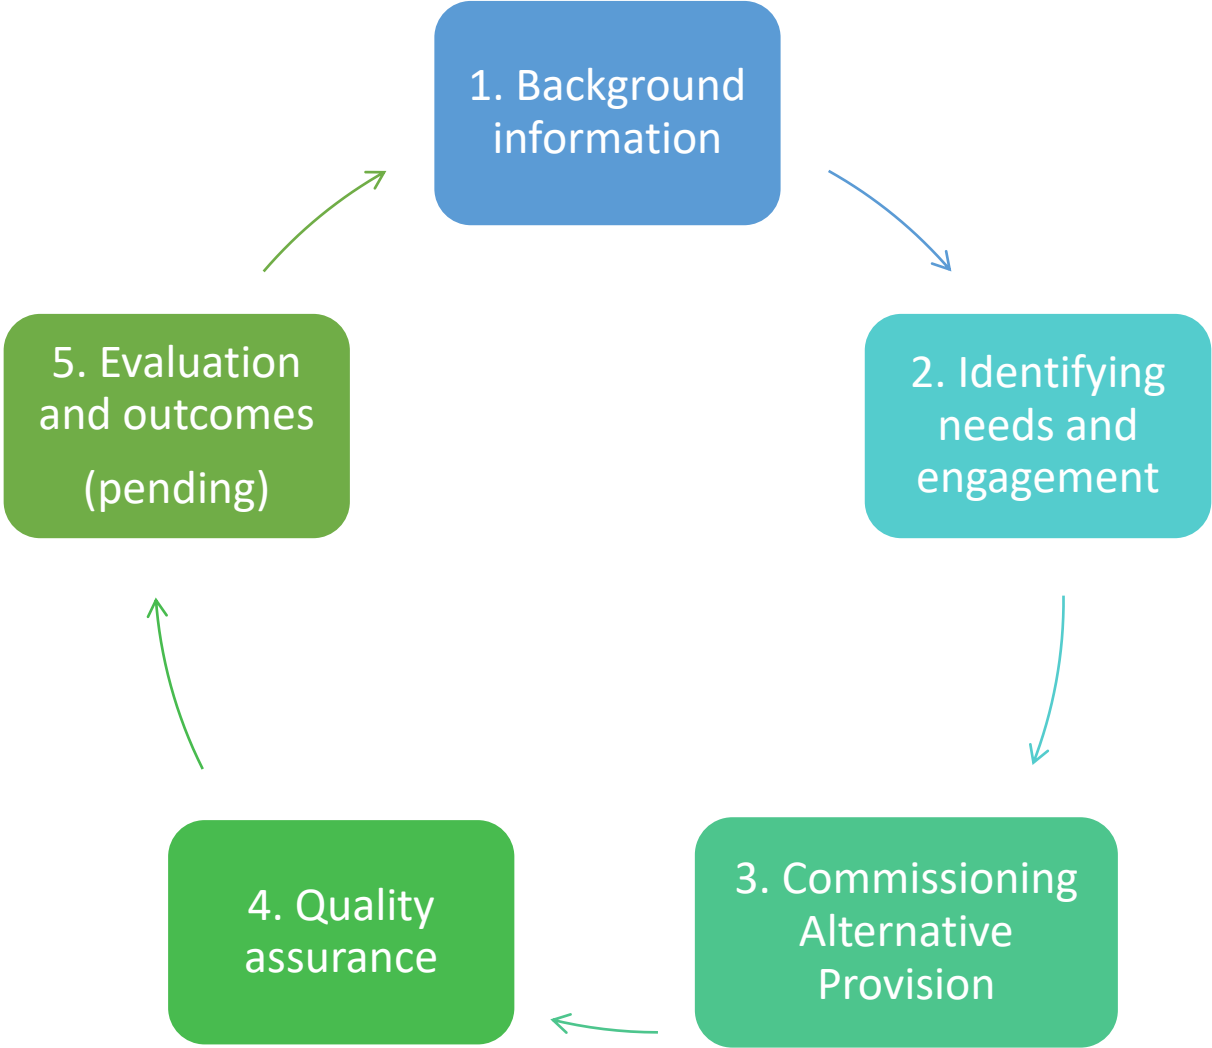 1. Background
information
2. Identifying
needs and
engagement
3. Commissioning
Alternative
Provision
4. Quality
assurance
5. Evaluation
and outcomes
(pending)